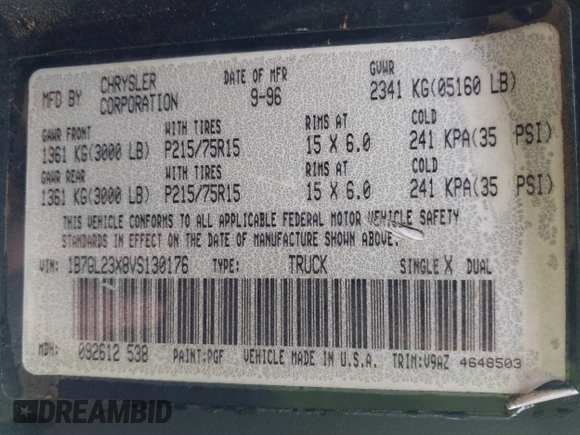 MFD BY CHRYSLER CORPORATION DATE OF MFR 9-96 GVWR 2341 KG(05160 LB)
GAWR FRONT WITH TIRES RIMS AT COLD
1361 KG(3000 LB) P215/75R15 15 X 6.0 241 KPA(35 PSI)
GAWR REAR WITH TIRES RIMS AT COLD
1361 KG(3000 LB) P215/75R15 15 X 6.0 241 KPA(35 PSI)
THIS VEHICLE CONFORMS TO ALL APPLICABLE FEDERAL MOTOR VEHICLE SAFETY
STANDARDS IN EFFECT ON THE DATE OF MANUFACTURE SHOWN ABOVE.
VIN: 1B7GL23X8VS130176 TYPE: TRUCK SINGLE X DUAL
MDH: 092612 538 PAINT:PGF VEHICLE MADE IN U.S.A. TRIM:V9AZ 4648503
DREAMBID